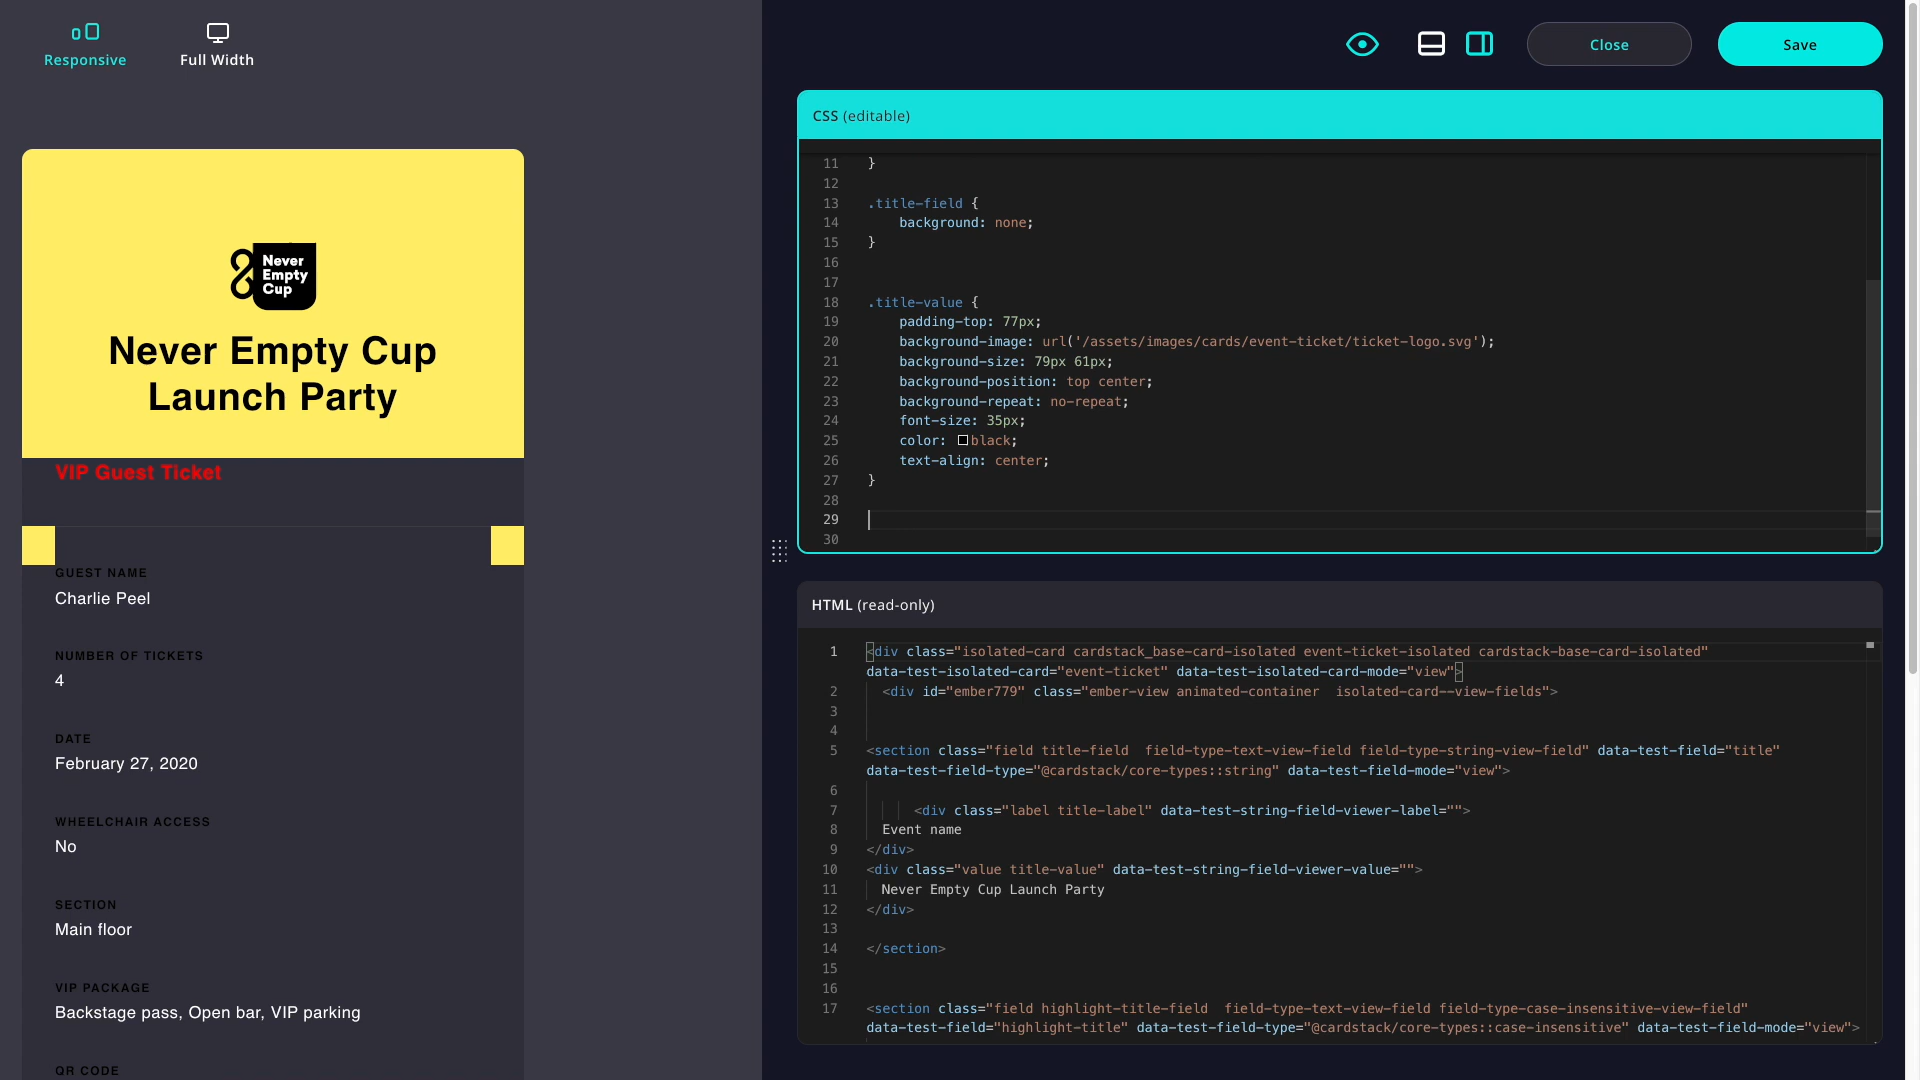 Responsive
Full Width
Close
Save
Never
Empty
Cup
Never Empty Cup
Launch Party
VIP Guest Ticket
GUEST NAME
Charlie Peel
NUMBER OF TICKETS
4
DATE
February 27, 2020
WHEELCHAIR ACCESS
No
SECTION
Main floor
VIP PACKAGE
Backstage pass, Open bar, VIP parking
QR CODE
CSS (editable)
11 }
12
13 .title-field {
14 background: none;
15 }
16
17
18 .title-value {
19 padding-top: 77px;
20 background-image: url('/assets/images/cards/event-ticket/ticket-logo.svg');
21 background-size: 79px 61px;
22 background-position: top center;
23 background-repeat: no-repeat;
24 font-size: 35px;
25 color: black;
26 text-align: center;
27 }
28
29
30
HTML (read-only)
1 <div class="isolated-card cardstack_base-card-isolated event-ticket-isolated cardstack-base-card-isolated"
data-test-isolated-card="event-ticket" data-test-isolated-card-mode="view">
2 <div id="ember779" class="ember-view animated-container  isolated-card--view-fields">
3
4
5 <section class="field title-field  field-type-text-view-field field-type-string-view-field" data-test-field="title"
data-test-field-type="@cardstack/core-types::string" data-test-field-mode="view">
6
7 <div class="label title-label" data-test-string-field-viewer-label="">
8 Event name
9 </div>
10 <div class="value title-value" data-test-string-field-viewer-value="">
11 Never Empty Cup Launch Party
12 </div>
13
14 </section>
15
16
17 <section class="field highlight-title-field  field-type-text-view-field field-type-case-insensitive-view-field"
data-test-field="highlight-title" data-test-field-type="@cardstack/core-types::case-insensitive" data-test-field-mode="view">